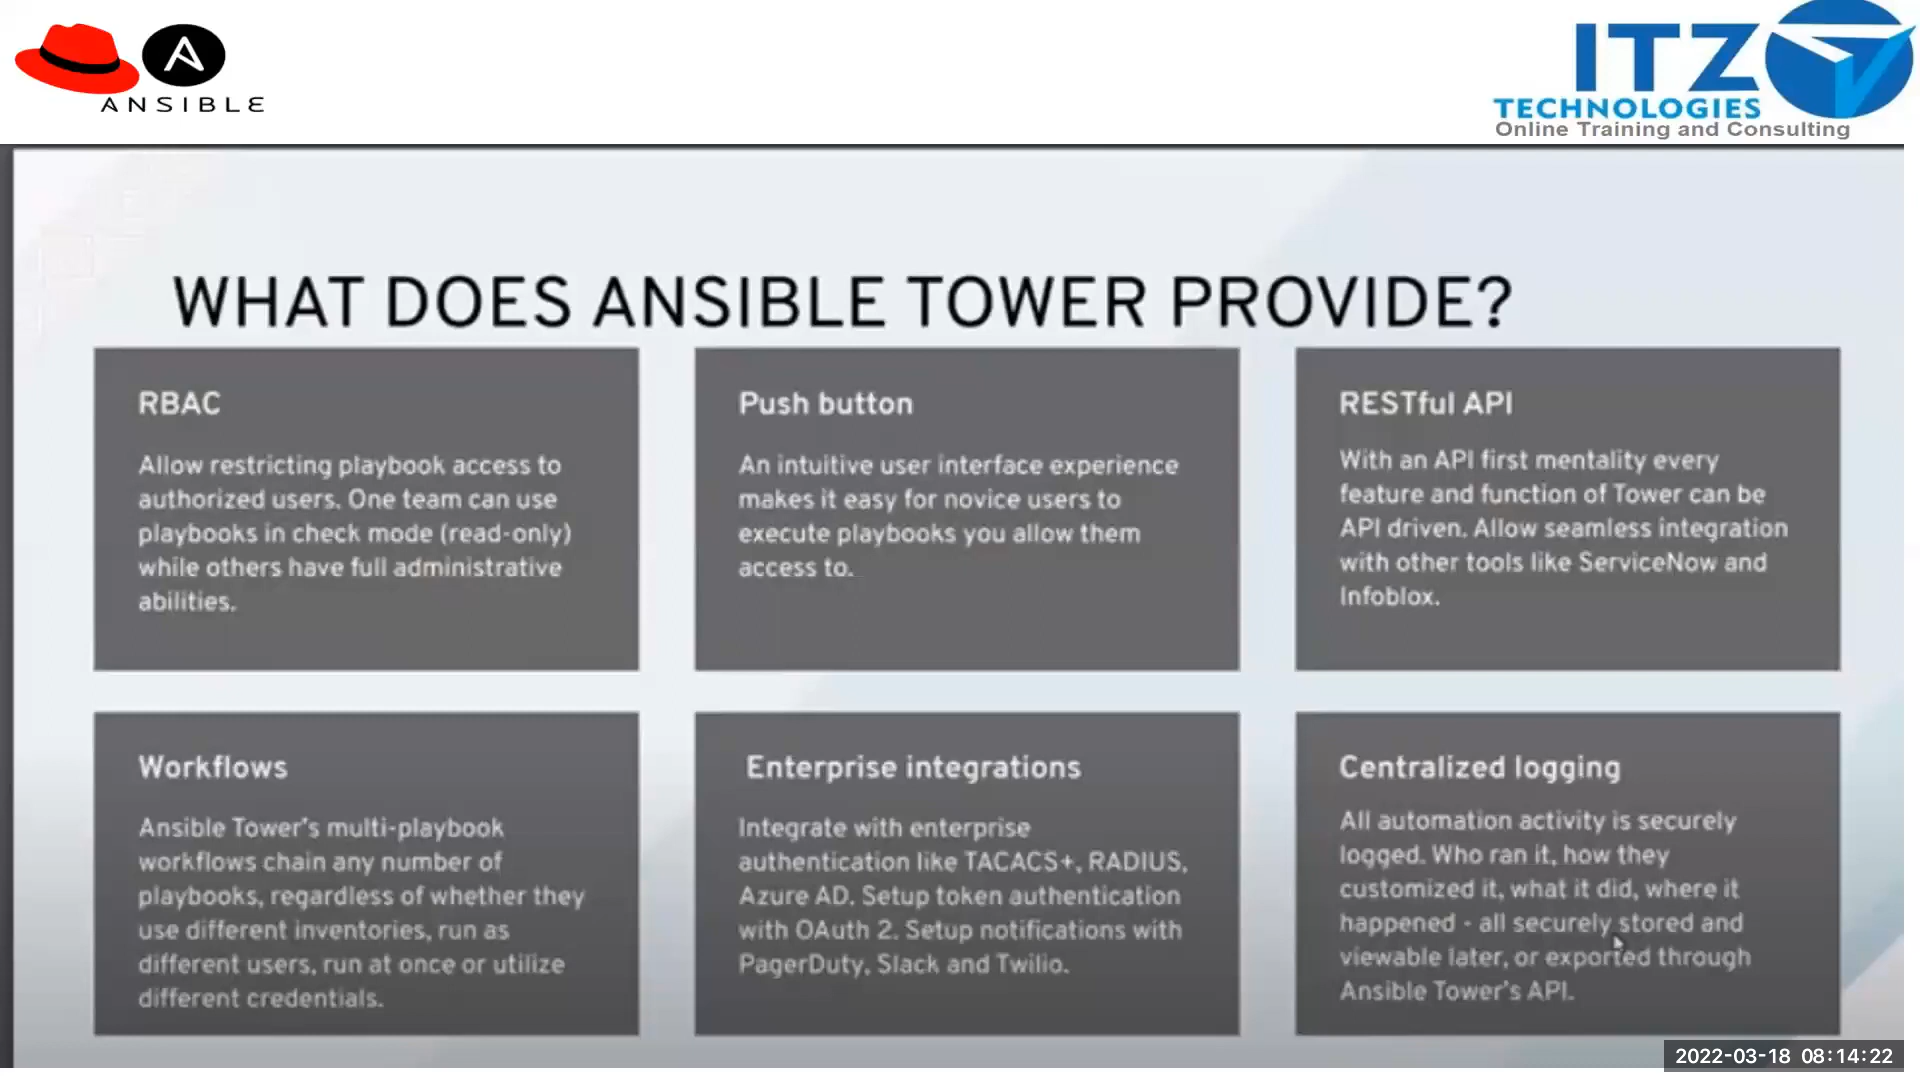 ANSIBLE
ITZ
TECHNOLOGIES
Online Training and Consulting
WHAT DOES ANSIBLE TOWER PROVIDE?
RBAC
Allow restricting playbook access to
authorized users. One team can use
playbooks in check mode (read-only)
while others have full administrative
abilities.
Push button
An intuitive user interface experience
makes it easy for novice users to
execute playbooks you allow them
access to.
RESTful API
With an API first mentality every
feature and function of Tower can be
API driven. Allow seamless integration
with other tools like ServiceNow and
Infoblox.
Workflows
Ansible Tower's multi-playbook
workflows chain any number of
playbooks, regardless of whether they
use different inventories, run as
different users, run at once or utilize
different credentials.
Enterprise integrations
Integrate with enterprise
authentication like TACACS+, RADIUS,
Azure AD. Setup token authentication
with OAuth 2. Setup notifications with
PagerDuty, Slack and Twilio.
Centralized logging
All automation activity is securely
logged. Who ran it, how they
customized it, what it did, where it
happened - all securely stored and
viewable later, or exported through
Ansible Tower's API.
2022-03-18 08:14:22